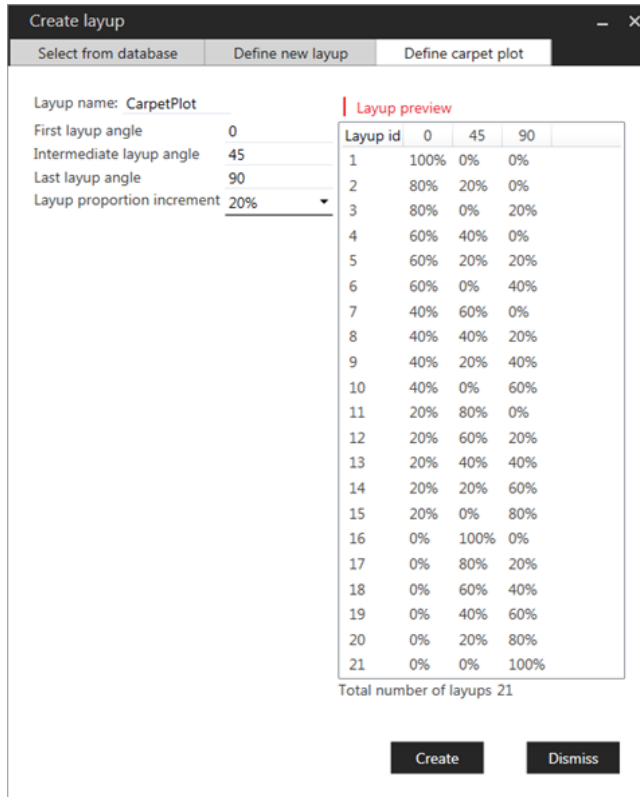 Create layup
Select from database Define new layup Define carpet plot
Layup name: CarpetPlot
First layup angle 0
Intermediate layup angle 45
Last layup angle 90
Layup proportion increment 20%
Layup preview
Layup id 0 45 90
1 100% 0% 0%
2 80% 20% 0%
3 80% 0% 20%
4 60% 40% 0%
5 60% 20% 20%
6 60% 0% 40%
7 40% 60% 0%
8 40% 40% 20%
9 40% 20% 40%
10 40% 0% 60%
11 20% 80% 0%
12 20% 60% 20%
13 20% 40% 40%
14 20% 20% 60%
15 20% 0% 80%
16 0% 100% 0%
17 0% 80% 20%
18 0% 60% 40%
19 0% 40% 60%
20 0% 20% 80%
21 0% 0% 100%
Total number of layups 21
Create Dismiss